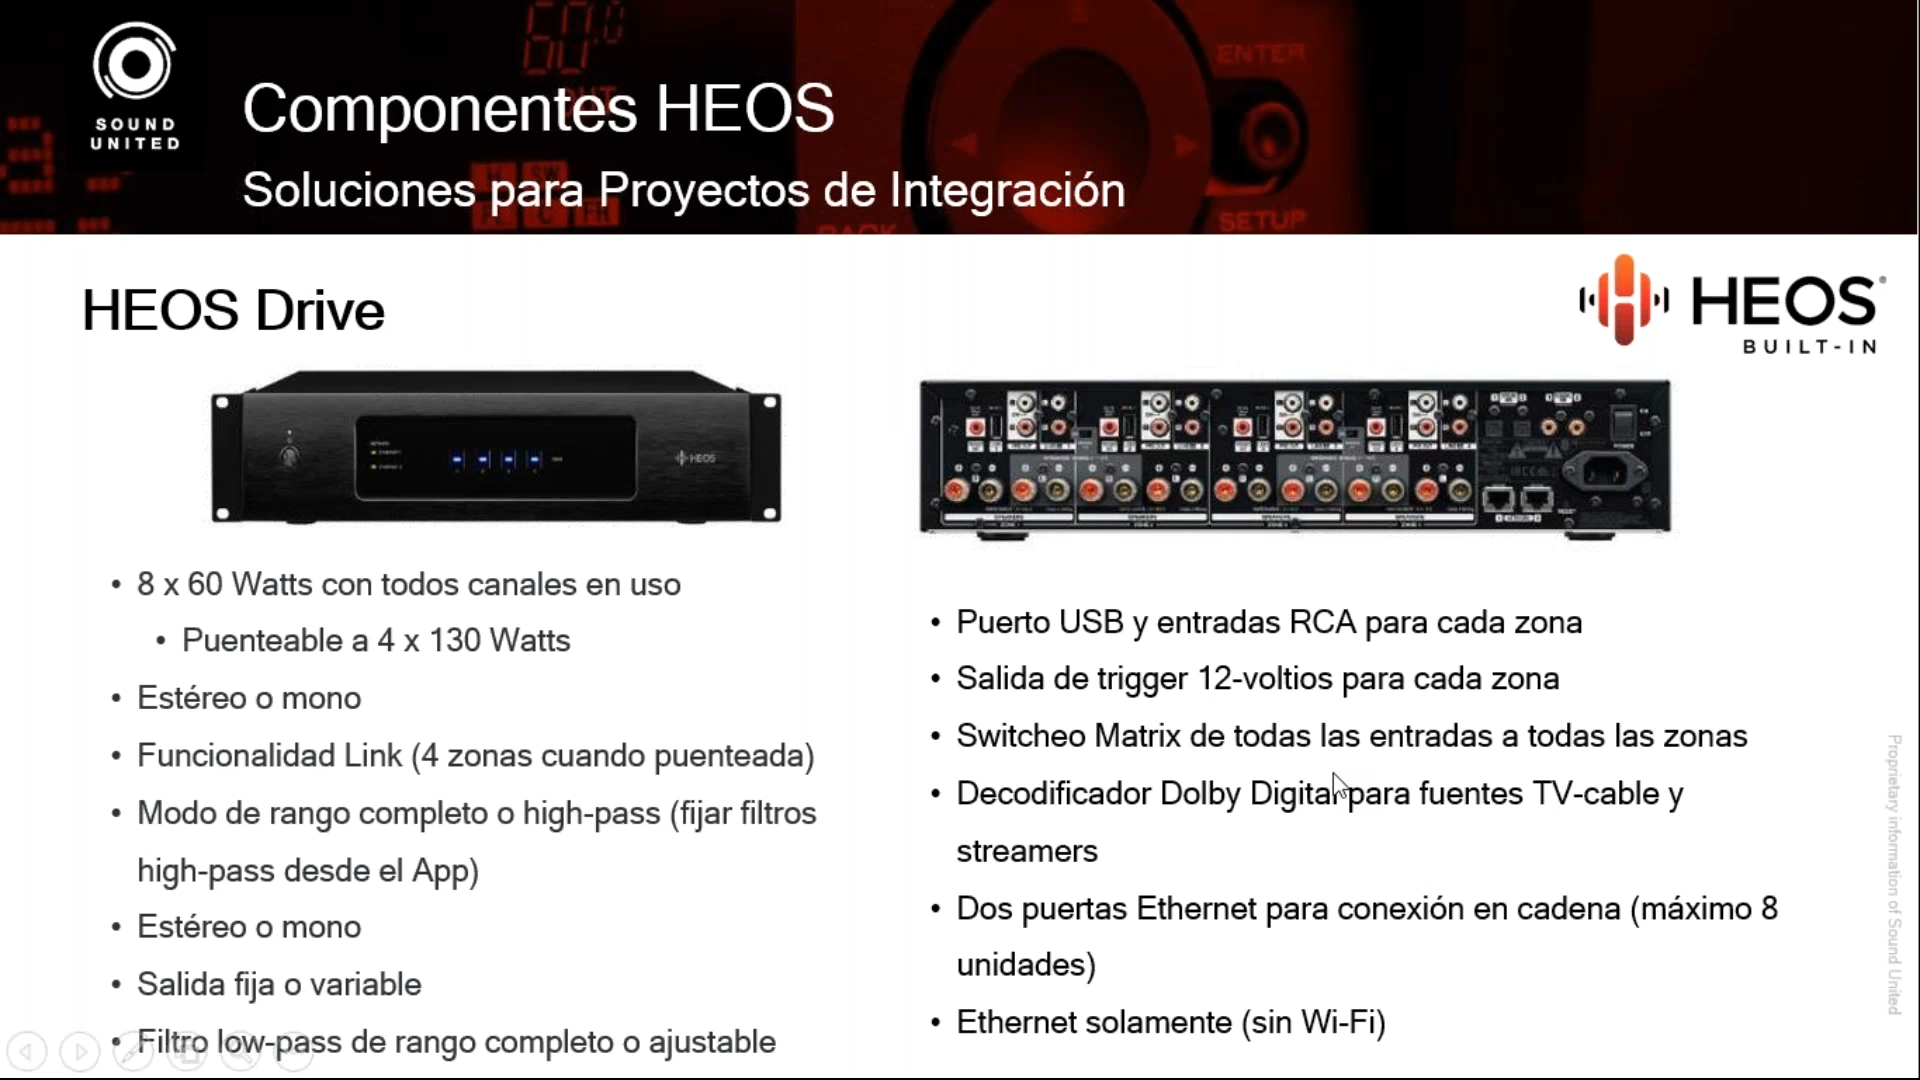 SOUND
UNITED
Componentes HEOS
Soluciones para Proyectos de Integración
ENTER
SETUP
BACK
HEOS Drive
HEOS
BUILT-IN
HEOS
• 8 x 60 Watts con todos canales en uso
• Puenteable a 4 x 130 Watts
• Estéreo o mono
• Funcionalidad Link (4 zonas cuando puenteada)
• Modo de rango completo o high-pass (fijar filtros
high-pass desde el App)
• Estéreo o mono
• Salida fija o variable
• Filtro low-pass de rango completo o ajustable
• Puerto USB y entradas RCA para cada zona
• Salida de trigger 12-voltios para cada zona
• Switcheo Matrix de todas las entradas a todas las zonas
• Decodificador Dolby Digital para fuentes TV-cable y
streamers
• Dos puertas Ethernet para conexión en cadena (máximo 8
unidades)
• Ethernet solamente (sin Wi-Fi)
Proprietary information of Sound United